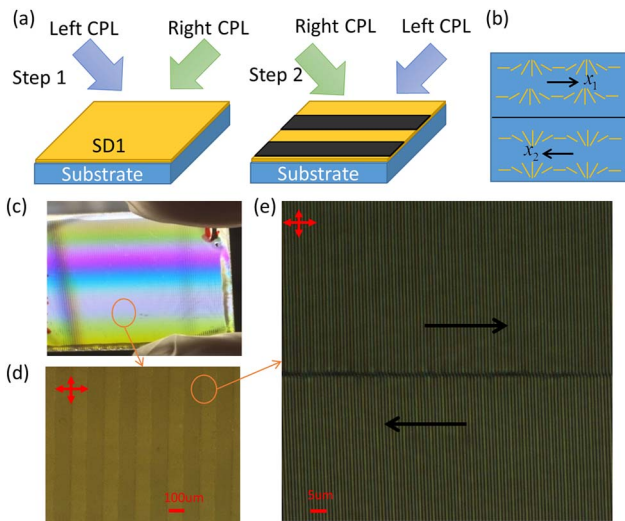 (a)
Left CPL
Right CPL
Right CPL
Left CPL
Step 1
Step 2
SD1
Substrate
Substrate
(b)
x1
x2
(c)
(d)
100um
(e)
5um